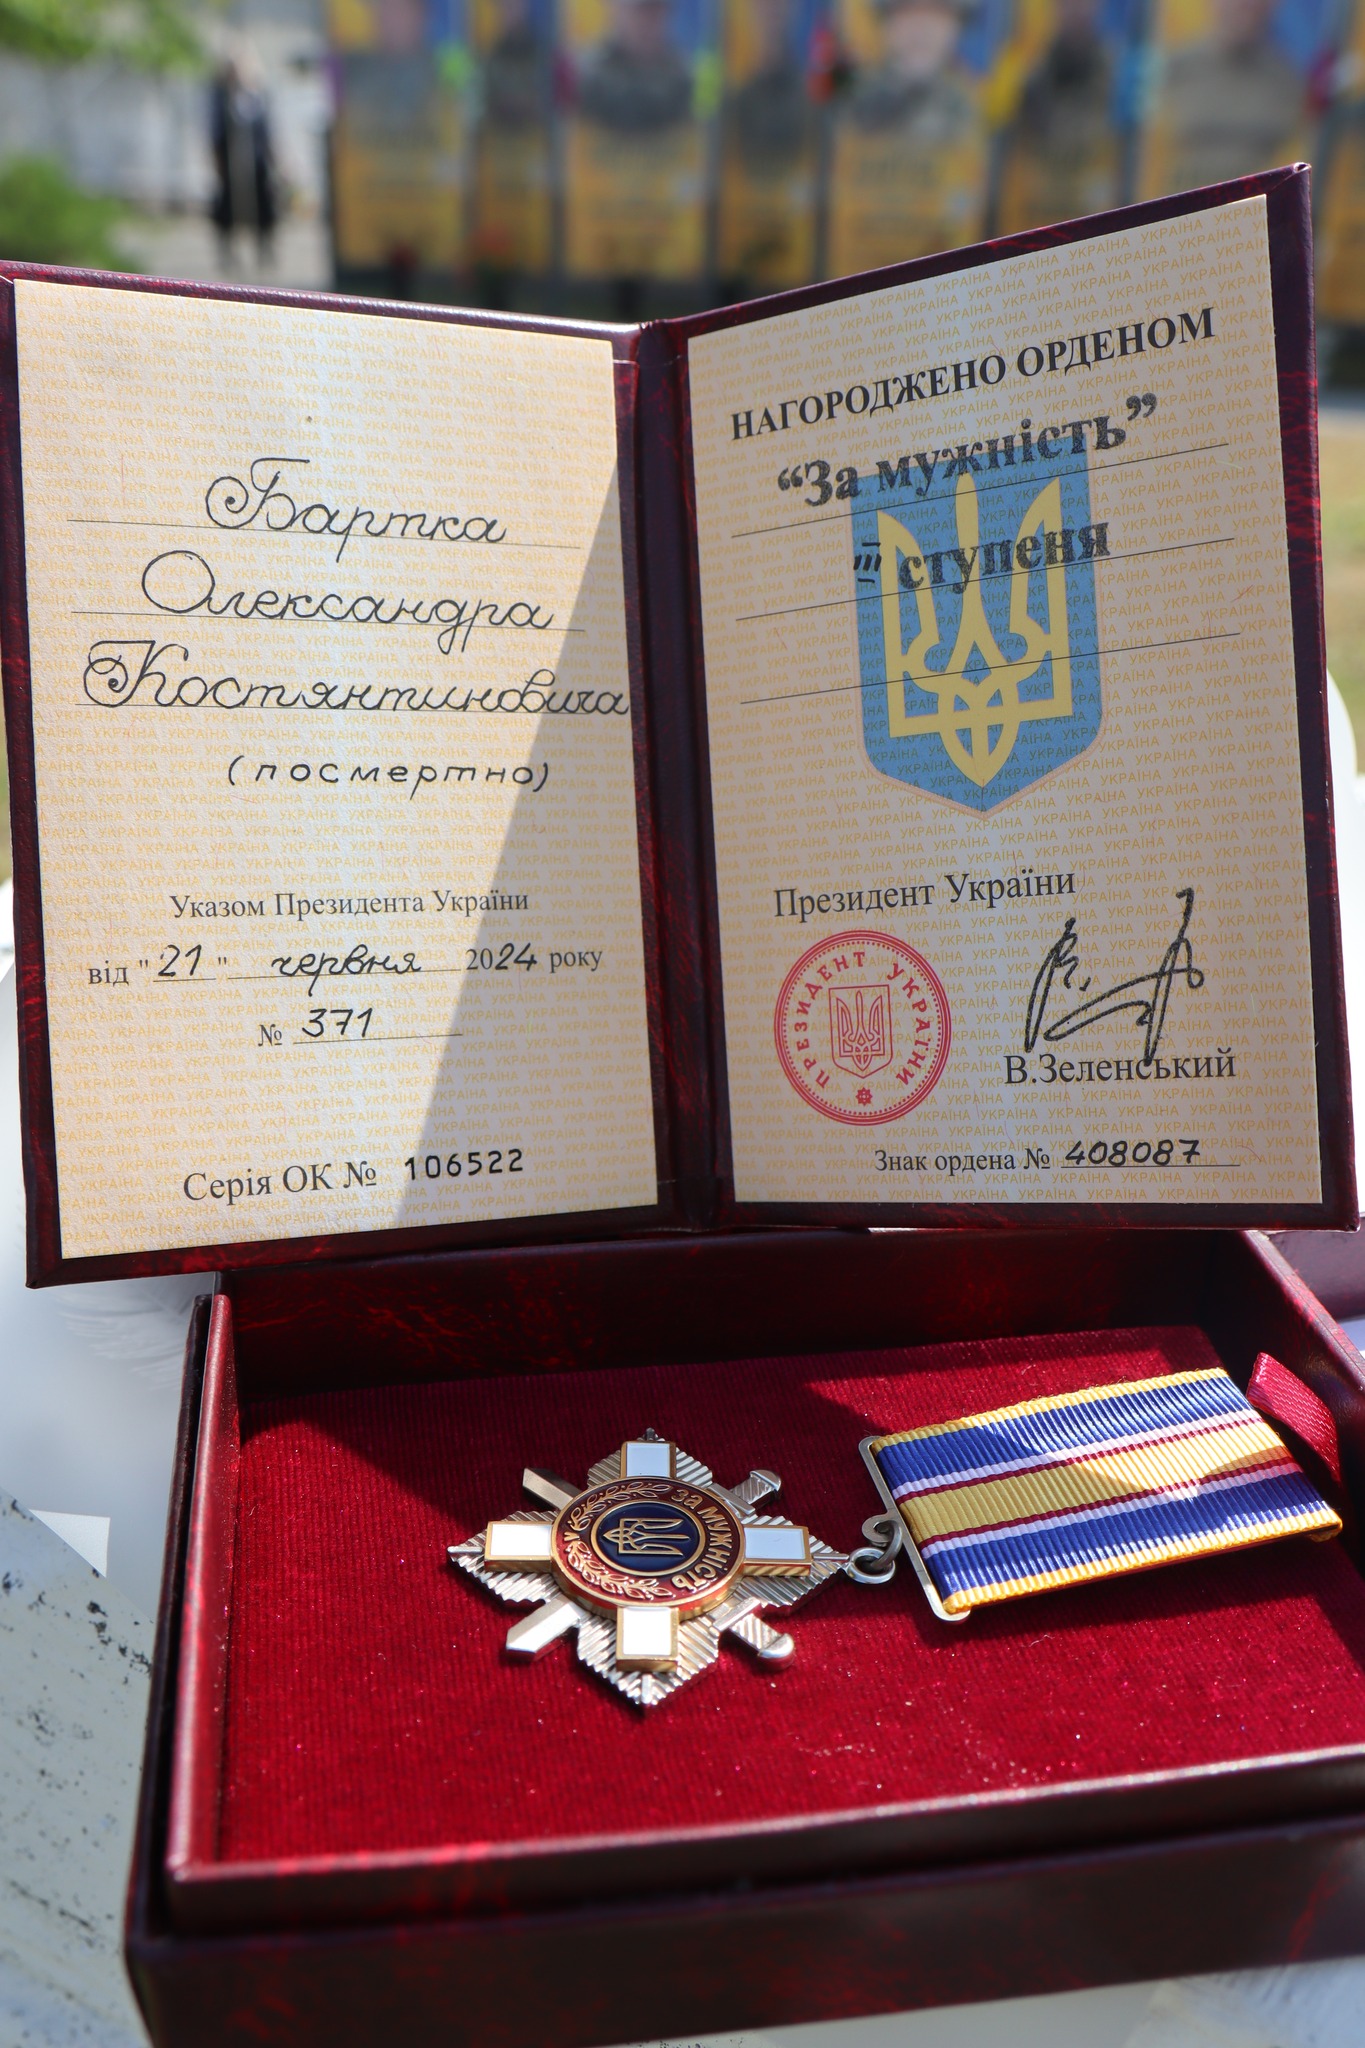 Бартка
Олександра
Костянтиновича
(посмертно)
Указом Президента України
від "21" червня 2024 року
№ 371
Серія ОК № 106522
НАГОРОДЖЕНО ОРДЕНОМ
“За мужність”
III ступеня
Президент України
ПРЕЗИДЕНТ УКРАЇНИ
В.Зеленський
Знак ордена № 408087
ЗА МУЖНІСТЬ